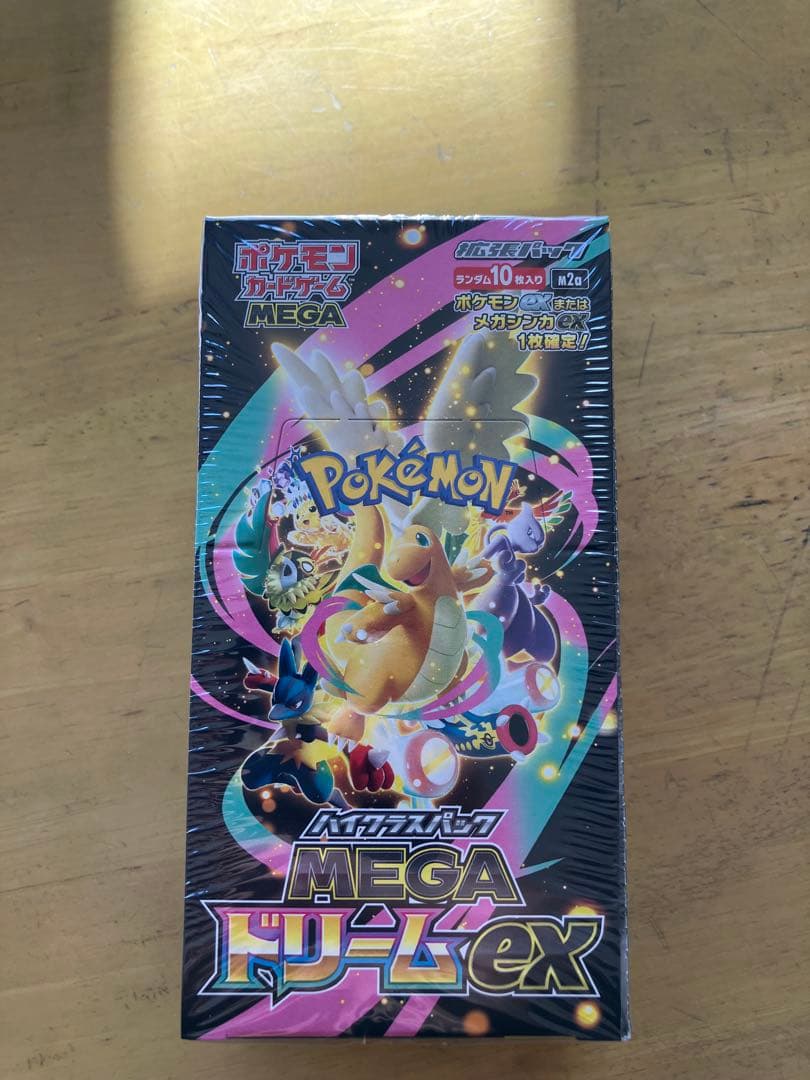 ポケモン
カードゲーム
MEGA
拡張パック
ランダム10枚入り M2a
ポケモンexまたは
メガシンカex
1枚確定!
POKéMON
TM
ハイクラスパック
MEGA
ドリームex